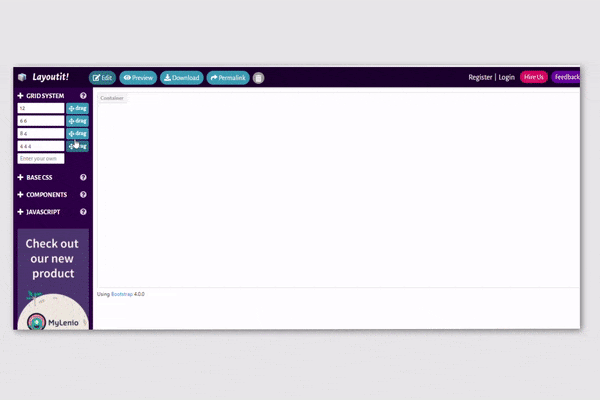 Layoutit!
Edit
Preview
Download
Permalink
Register | Login
Hire Us
Feedback
GRID SYSTEM
12
drag
6 6
drag
8 4
drag
4 4 4
drag
Enter your own
BASE CSS
COMPONENTS
JAVASCRIPT
Container
Check out
our new
product
MyLenio
Using Bootstrap 4.0.0